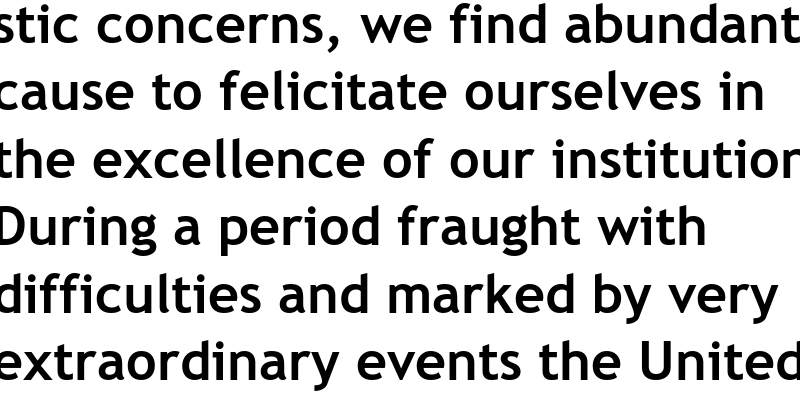 stic concerns, we find abundant
cause to felicitate ourselves in
the excellence of our institution
During a period fraught with
difficulties and marked by very
extraordinary events the United